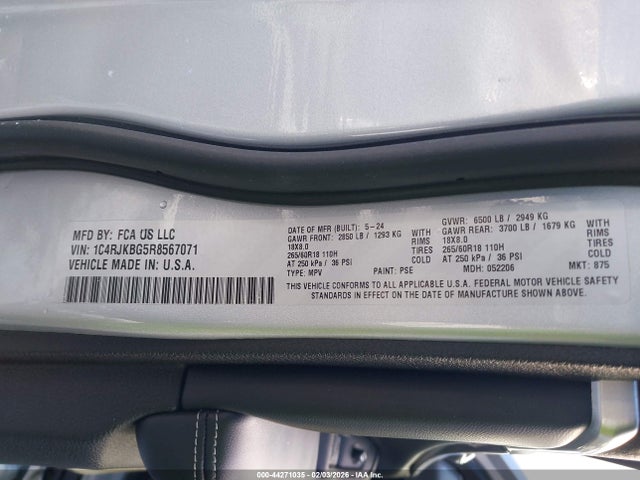 MFD BY: FCA US LLC
VIN: 1C4RJKBG5R8567071
VEHICLE MADE IN: U.S.A.
DATE OF MFR (BUILT): 5-24
GAWR FRONT: 2850 LB / 1293 KG WITH
18X8.0 RIMS
265/60R18 110H TIRES
AT 250 kPa / 36 PSI COLD
TYPE: MPV PAINT: PSE
GVWR: 6500 LB / 2949 KG
GAWR REAR: 3700 LB / 1679 KG WITH
18X8.0 RIMS
265/60R18 110H TIRES
AT 250 kPa / 36 PSI COLD
MDH: 052206 MKT: 875
THIS VEHICLE CONFORMS TO ALL APPLICABLE U.S.A. FEDERAL MOTOR VEHICLE SAFETY
STANDARDS IN EFFECT ON THE DATE OF MANUFACTURE SHOWN ABOVE.
000-44271035 - 02/03/2026 - IAA Inc.